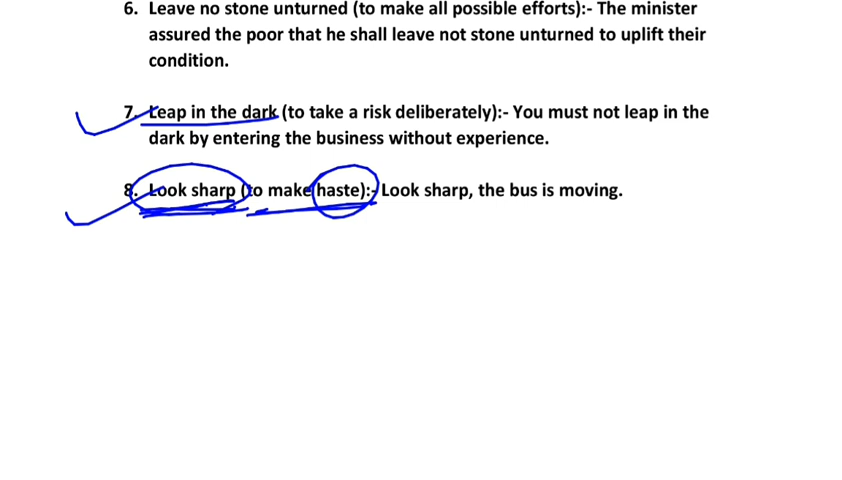 6. Leave no stone unturned (to make all possible efforts):- The minister
assured the poor that he shall leave not stone unturned to uplift their
condition.
7. Leap in the dark (to take a risk deliberately):- You must not leap in the
dark by entering the business without experience.
8. Look sharp (to make haste):- Look sharp, the bus is moving.